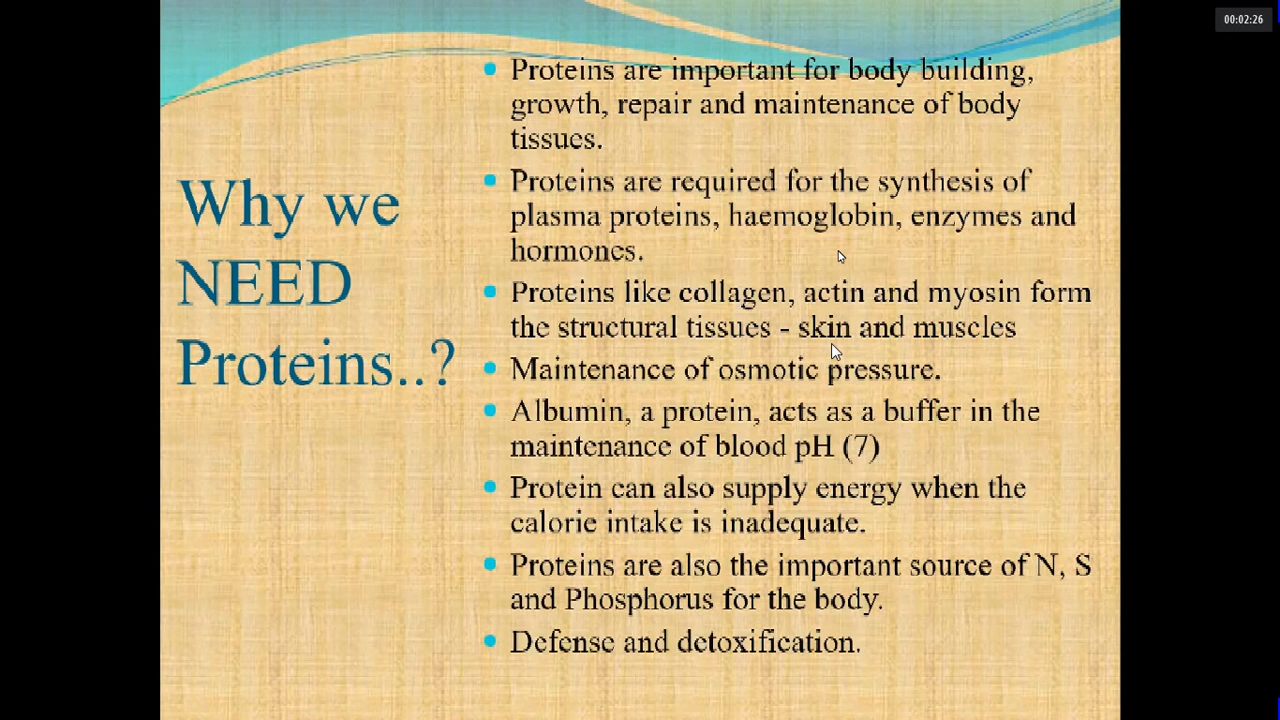 00:02:26
Why we
NEED
Proteins..?
Proteins are important for body building,
growth, repair and maintenance of body
tissues.
Proteins are required for the synthesis of
plasma proteins, haemoglobin, enzymes and
hormones.
Proteins like collagen, actin and myosin form
the structural tissues - skin and muscles
Maintenance of osmotic pressure.
Albumin, a protein, acts as a buffer in the
maintenance of blood pH (7)
Protein can also supply energy when the
calorie intake is inadequate.
Proteins are also the important source of N, S
and Phosphorus for the body.
Defense and detoxification.